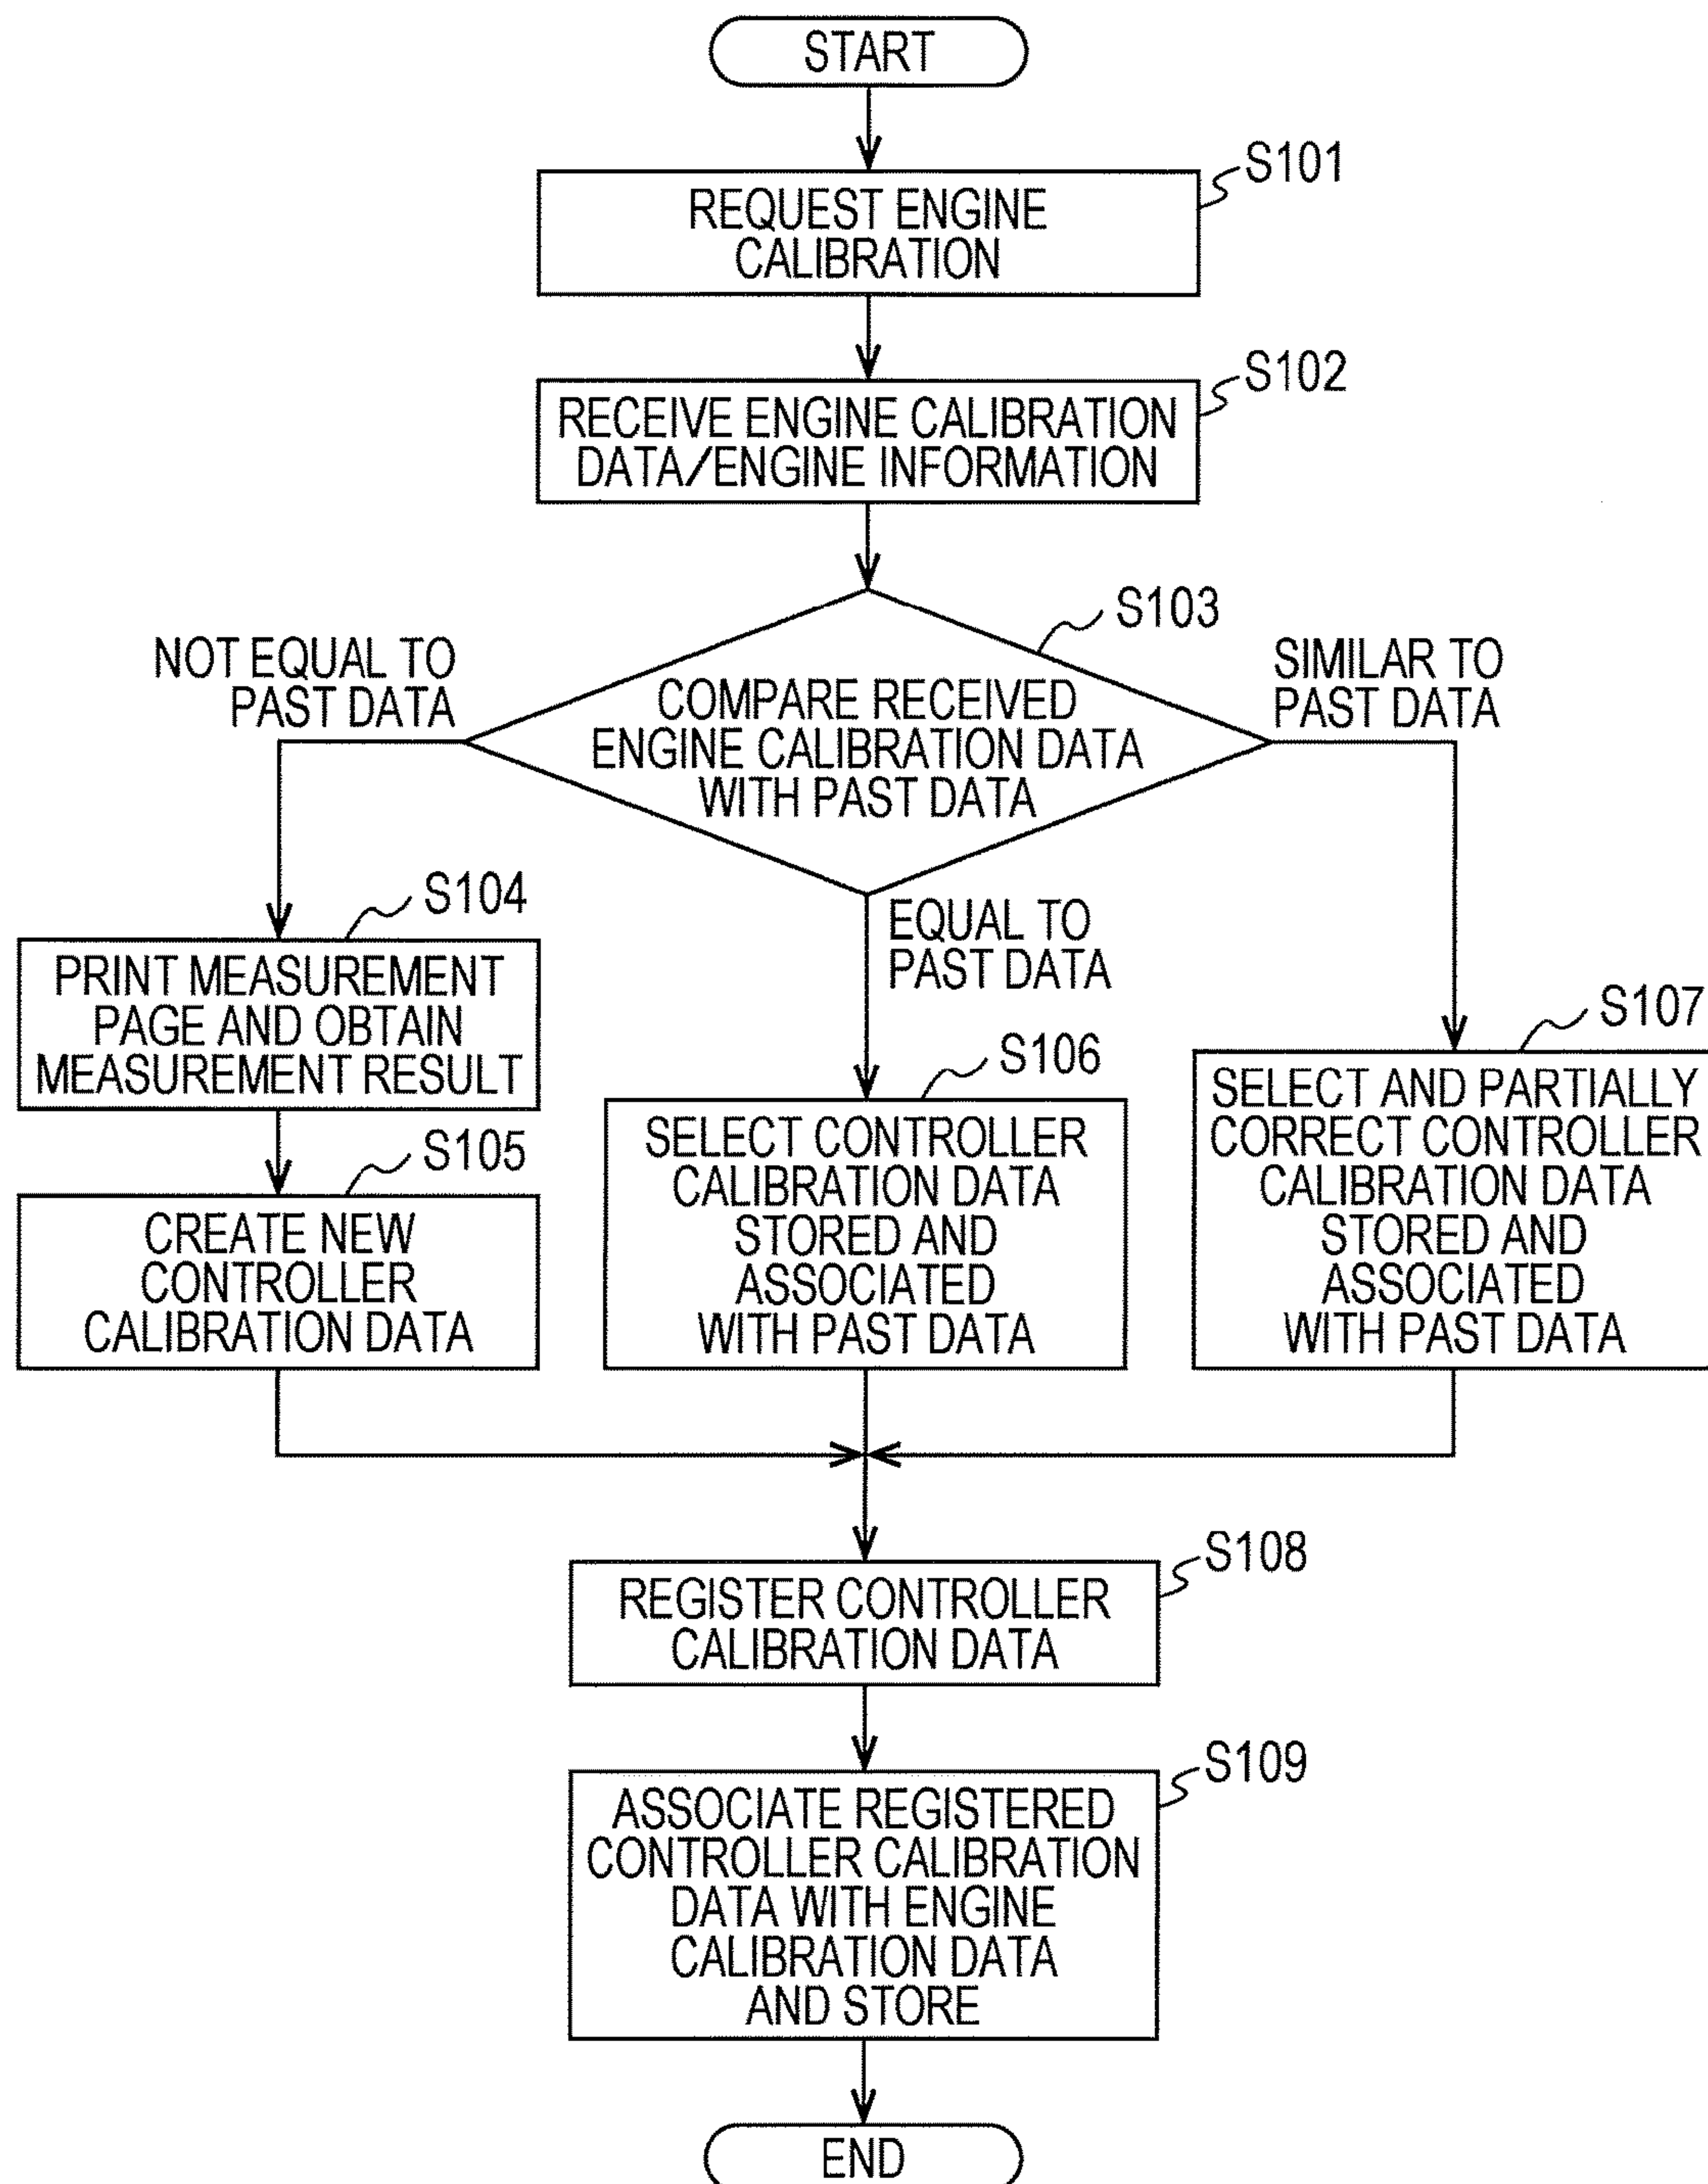 START
S101
REQUEST ENGINE
CALIBRATION
S102
RECEIVE ENGINE CALIBRATION
DATA/ENGINE INFORMATION
S103
NOT EQUAL TO
PAST DATA
SIMILAR TO
PAST DATA
COMPARE RECEIVED
ENGINE CALIBRATION DATA
WITH PAST DATA
S104
EQUAL TO
PAST DATA
PRINT MEASUREMENT
PAGE AND OBTAIN
MEASUREMENT RESULT
S105
CREATE NEW
CONTROLLER
CALIBRATION DATA
S106
SELECT CONTROLLER
CALIBRATION DATA
STORED AND
ASSOCIATED
WITH PAST DATA
S107
SELECT AND PARTIALLY
CORRECT CONTROLLER
CALIBRATION DATA
STORED AND
ASSOCIATED
WITH PAST DATA
S108
REGISTER CONTROLLER
CALIBRATION DATA
S109
ASSOCIATE REGISTERED
CONTROLLER CALIBRATION
DATA WITH ENGINE
CALIBRATION DATA
AND STORE
END